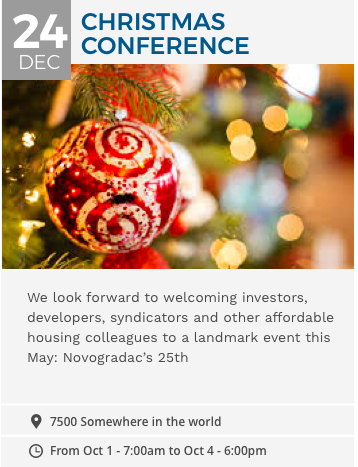 24
DEC
CHRISTMAS
CONFERENCE
We look forward to welcoming investors,
developers, syndicators and other affordable
housing colleagues to a landmark event this
May: Novogradac’s 25th
7500 Somewhere in the world
From Oct 1 - 7:00am to Oct 4 - 6:00pm